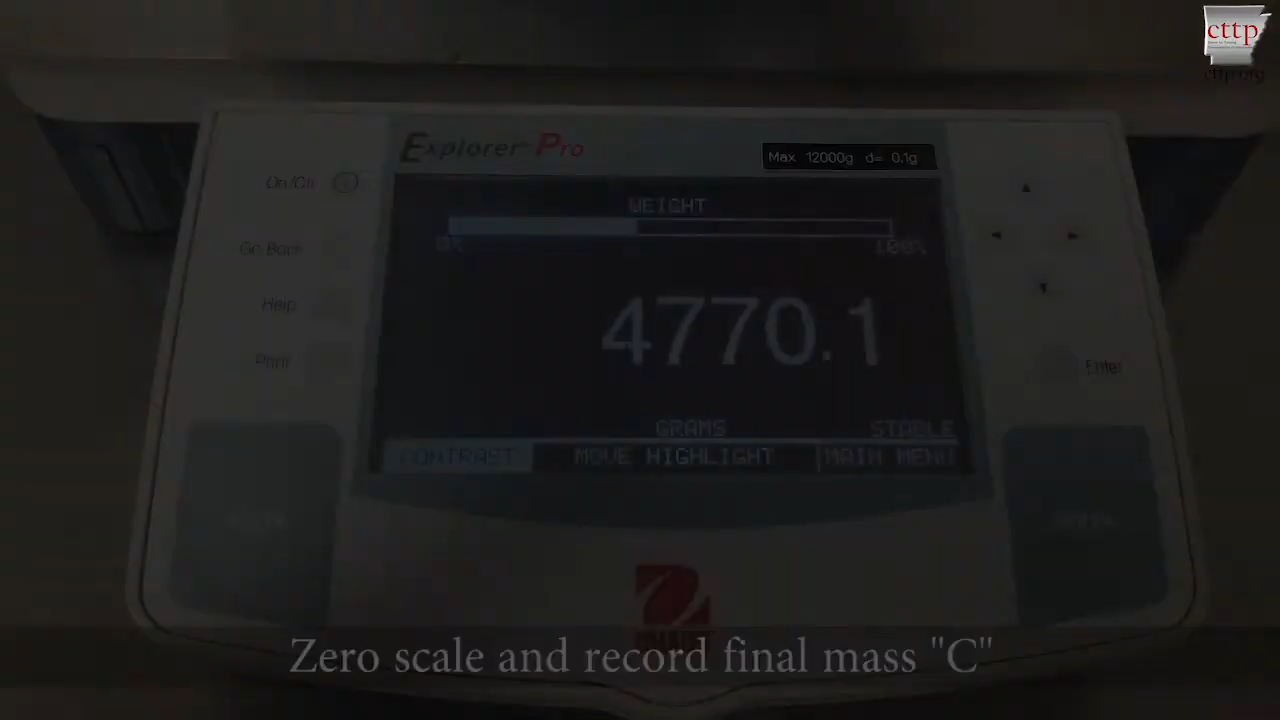 cttp
cttp.org
Explorer Pro
Max 12000g d= 0.1g
On/Off
WEIGHT
0% 100%
Go Back
Help
4770.1
Print
Enter
GRAMS STABLE
CONTRAST MOVE HIGHLIGHT MAIN MENU
Zero scale and record final mass "C"